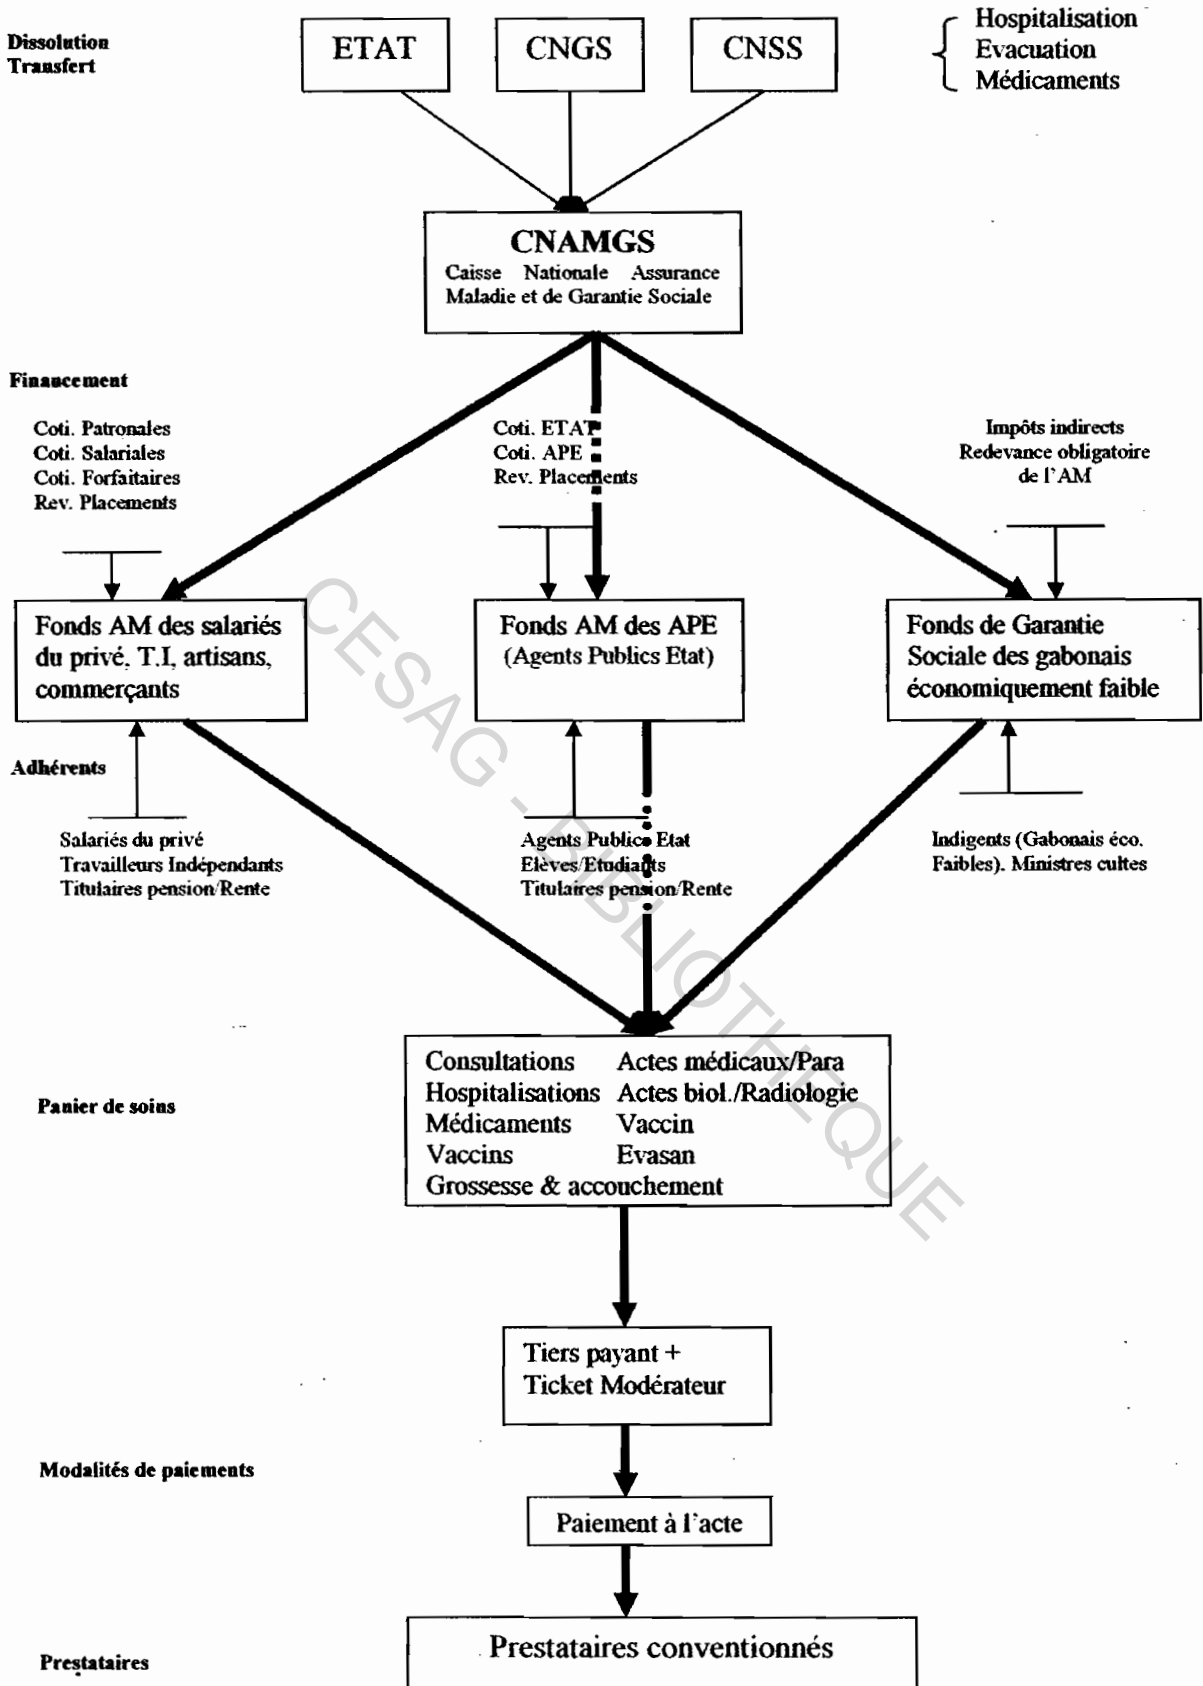 Dissolution
Transfert
ETAT
CNGS
CNSS
Hospitalisation
Evacuation
Médicaments
CNAMGS
Caisse Nationale Assurance
Maladie et de Garantie Sociale
Financement
Coti. Patronales
Coti. Salariales
Coti. Forfaitaires
Rev. Placements
Coti. ETAT
Coti. APE
Rev. Placements
Impôts indirects
Redevance obligatoire
de l'AM
Fonds AM des salariés
du privé, T.I, artisans,
commerçants
Fonds AM des APE
(Agents Publics Etat)
Fonds de Garantie
Sociale des gabonais
économiquement faible
Adhérents
Salariés du privé
Travailleurs Indépendants
Titulaires pension/Rente
Agents Publics Etat
Elèves/Etudiants
Titulaires pension/Rente
Indigents (Gabonais éco.
Faibles). Ministres cultes
Panier de soins
Consultations Actes médicaux/Para
Hospitalisations Actes biol./Radiologie
Médicaments Vaccin
Vaccins Evasan
Grossesse & accouchement
Tiers payant +
Ticket Modérateur
Modalités de paiements
Paiement à l'acte
Prestataires
Prestataires conventionnés
CESAG - BIBLIOTHEQUE